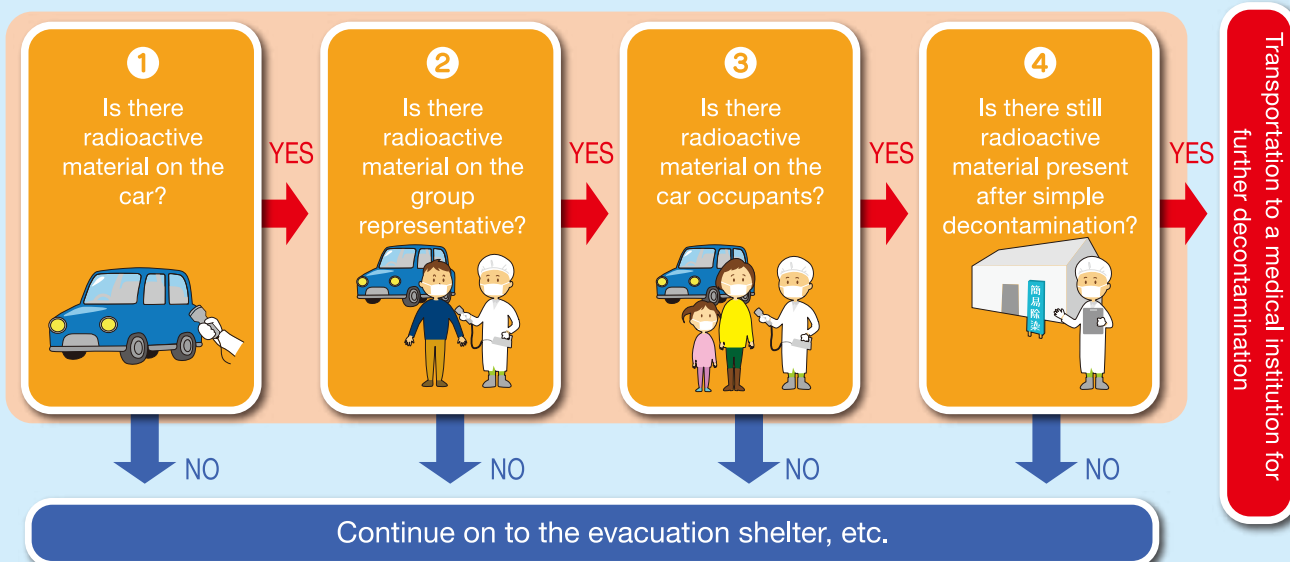 1
Is there
radioactive
material on the
car?
YES
2
Is there
radioactive
material on the
group
representative?
YES
3
Is there
radioactive
material on the
car occupants?
YES
4
Is there still
radioactive
material present
after simple
decontamination?
簡易除染
YES
Transportation to a medical institution for
further decontamination
NO
NO
NO
NO
Continue on to the evacuation shelter, etc.